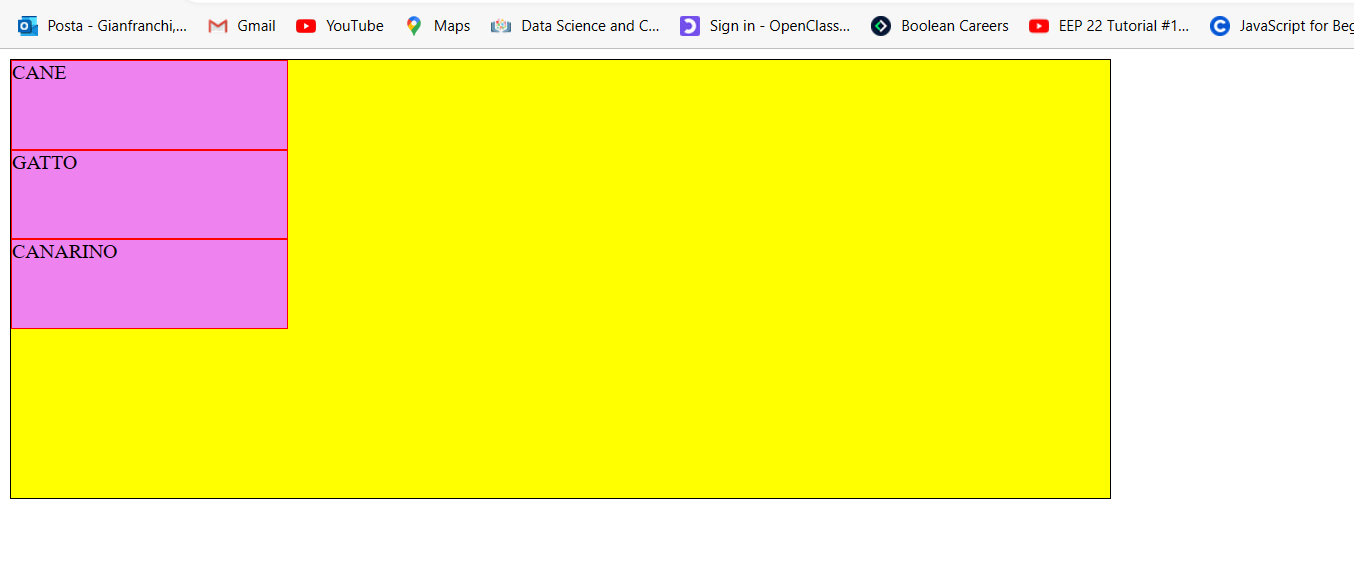 Posta - Gianfranchi,... Gmail YouTube Maps Data Science and C... Sign in - OpenClass... Boolean Careers EEP 22 Tutorial #1... JavaScript for Beg
CANE
GATTO
CANARINO